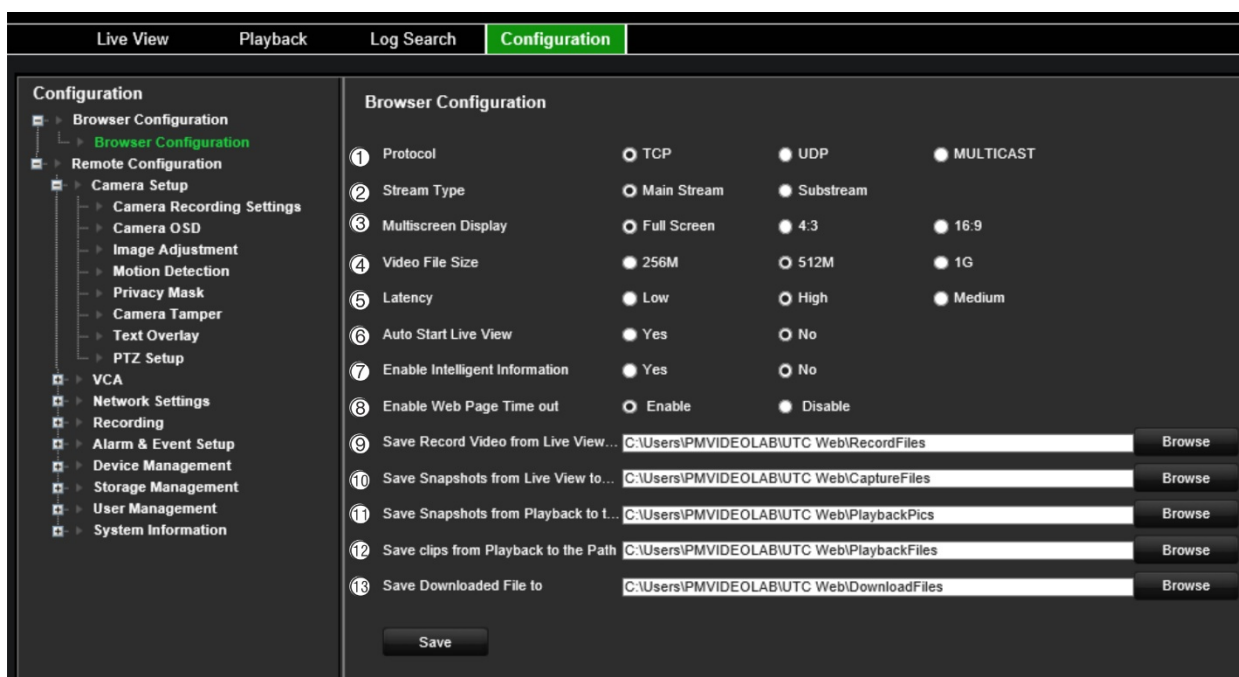 Live View Playback Log Search Configuration
Configuration
Browser Configuration
Browser Configuration
Remote Configuration
Camera Setup
Camera Recording Settings
Camera OSD
Image Adjustment
Motion Detection
Privacy Mask
Camera Tamper
Text Overlay
PTZ Setup
VCA
Network Settings
Recording
Alarm & Event Setup
Device Management
Storage Management
User Management
System Information
Browser Configuration
1 Protocol TCP UDP MULTICAST
2 Stream Type Main Stream Substream
3 Multiscreen Display Full Screen 4:3 16:9
4 Video File Size 256M 512M 1G
5 Latency Low High Medium
6 Auto Start Live View Yes No
7 Enable Intelligent Information Yes No
8 Enable Web Page Time out Enable Disable
9 Save Record Video from Live View... C:\Users\PMVIDEOLAB\UTC Web\RecordFiles Browse
10 Save Snapshots from Live View to... C:\Users\PMVIDEOLAB\UTC Web\CaptureFiles Browse
11 Save Snapshots from Playback to t... C:\Users\PMVIDEOLAB\UTC Web\PlaybackPics Browse
12 Save clips from Playback to the Path C:\Users\PMVIDEOLAB\UTC Web\PlaybackFiles Browse
13 Save Downloaded File to C:\Users\PMVIDEOLAB\UTC Web\DownloadFiles Browse
Save